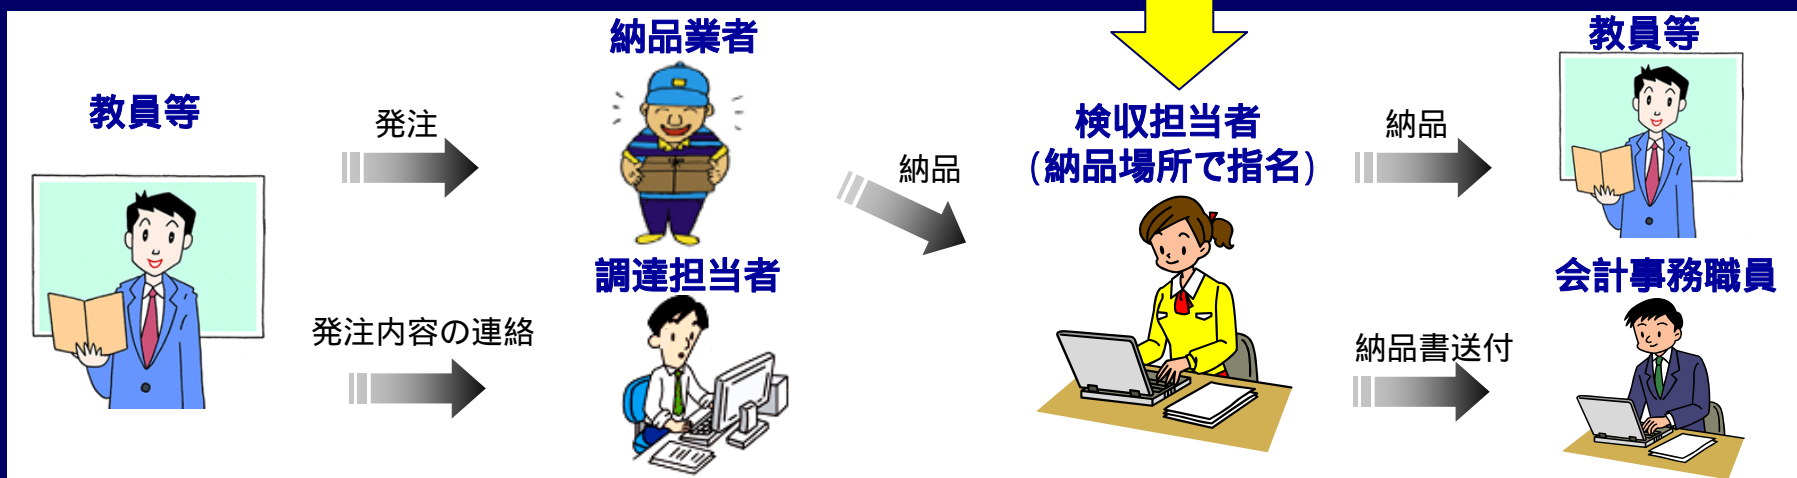 教員等
発注
発注内容の連絡
納品業者
調達担当者
納品
検収担当者
(納品場所で指名)
納品
納品書送付
教員等
会計事務職員